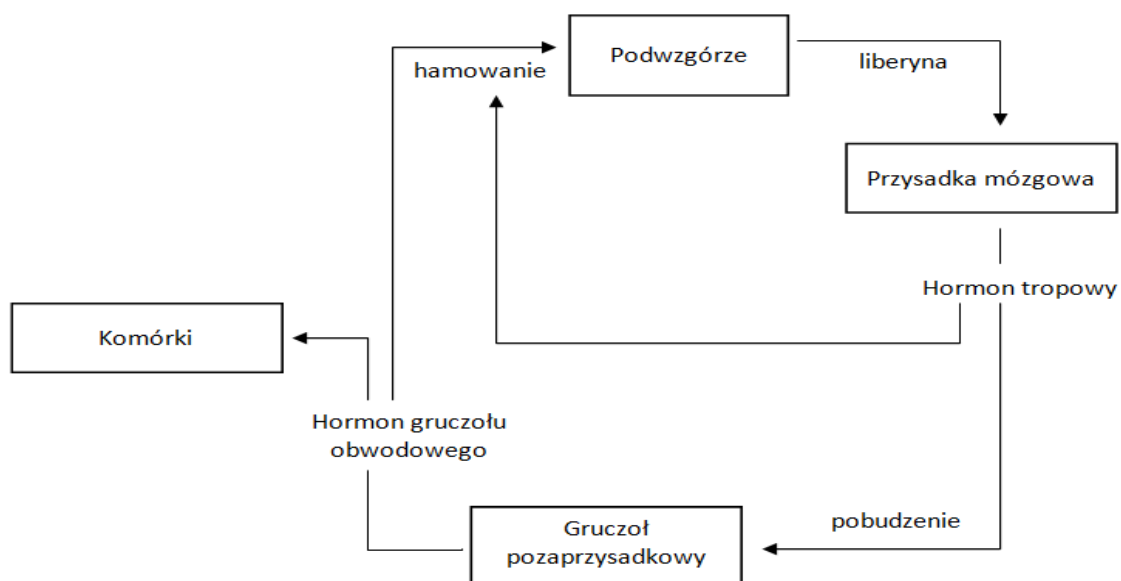 Podwzgórze
hamowanie
liberyna
Przysadka mózgowa
Hormon tropowy
Komórki
Hormon gruczołu
obwodowego
pobudzenie
Gruczoł
pozaprzysadkowy